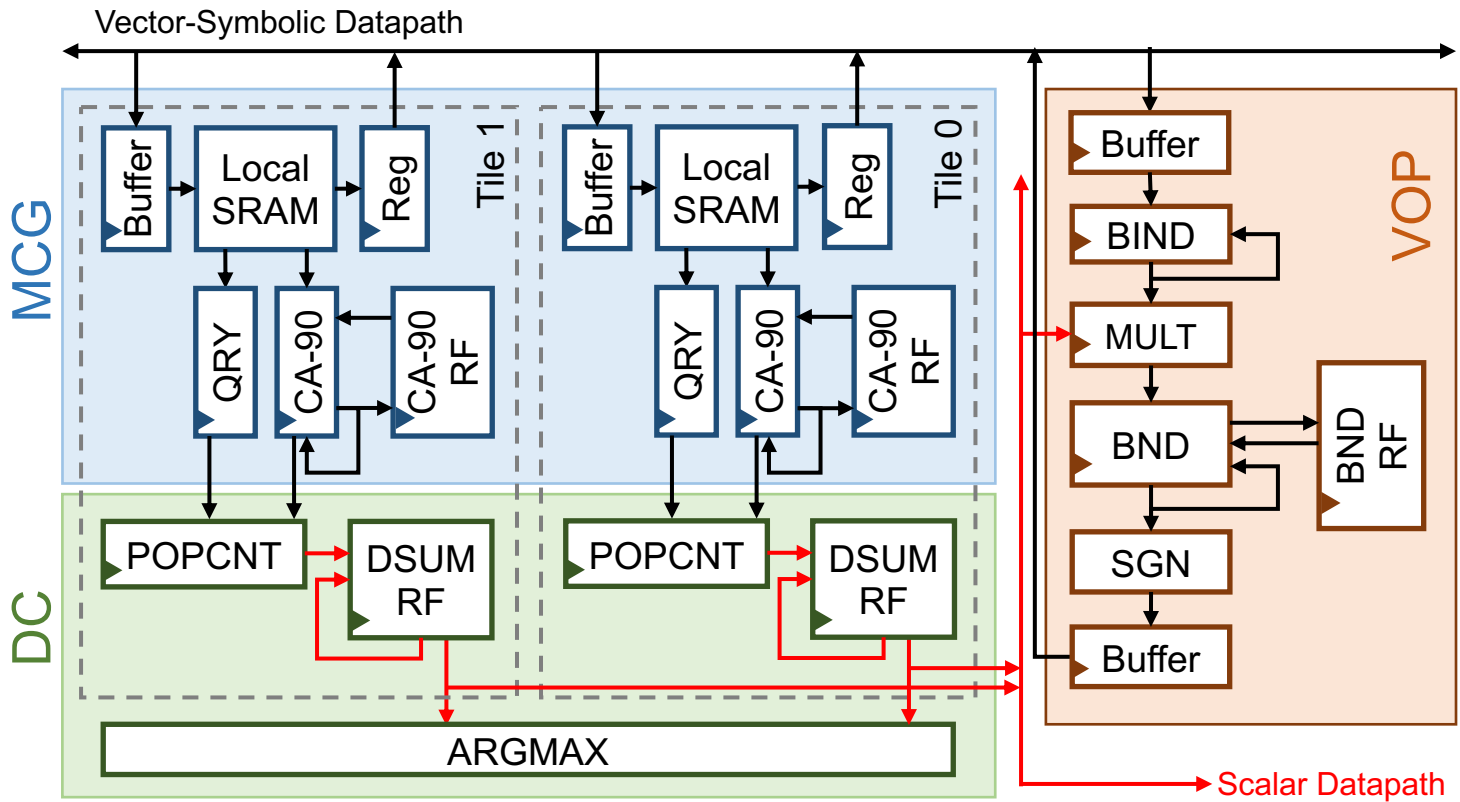 Vector-Symbolic Datapath
MCG
Buffer
Local
SRAM
Reg
Tile 1
QRY
CA-90
CA-90
RF
Buffer
Local
SRAM
Reg
Tile 0
QRY
CA-90
CA-90
RF
DC
POPCNT
DSUM
RF
POPCNT
DSUM
RF
ARGMAX
VOP
Buffer
BIND
MULT
BND
BND
RF
SGN
Buffer
Scalar Datapath